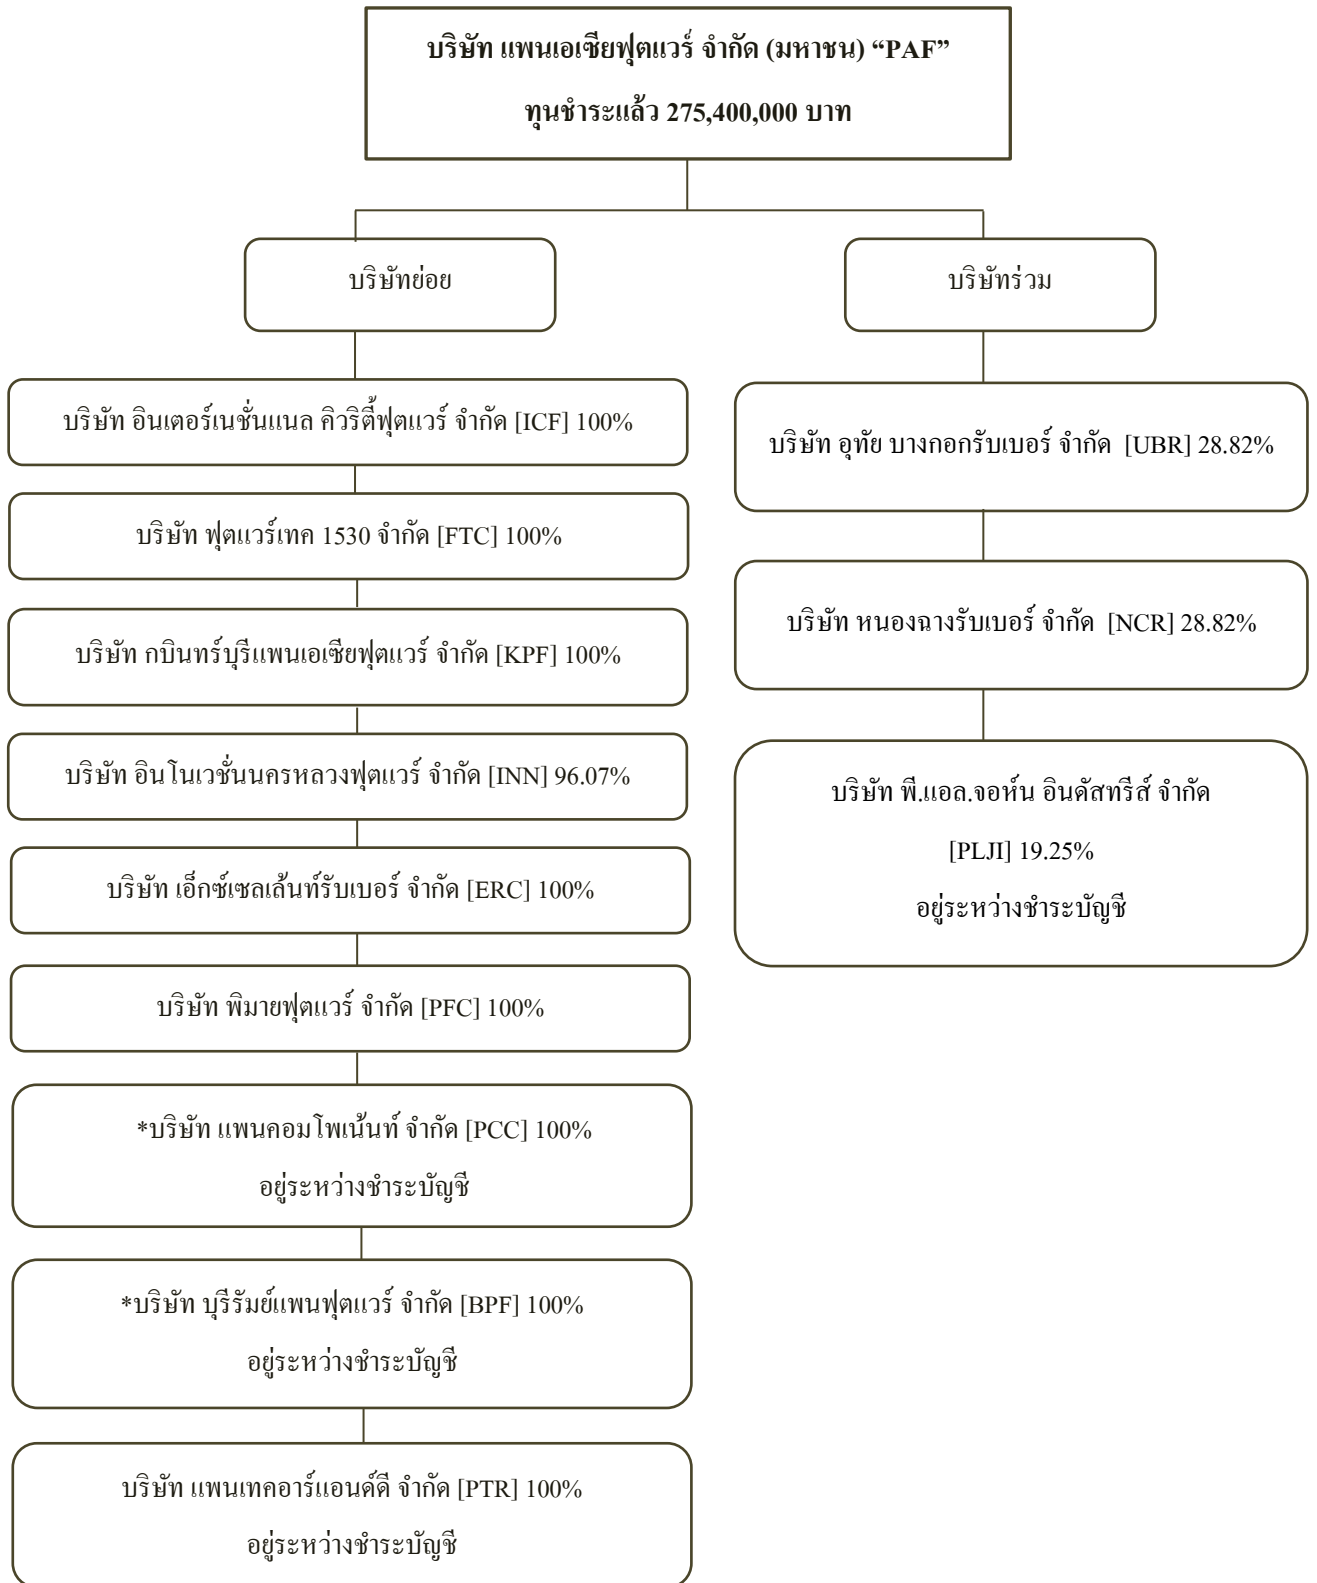 บริษัท แพนเอเซียฟุตแวร์ จำกัด (มหาชน) “PAF”
ทุนชำระแล้ว 275,400,000 บาท
บริษัทย่อย
บริษัท อินเตอร์เนชั่นแนล คิวริตี้ฟุตแวร์ จำกัด [ICF] 100%
บริษัท ฟุตแวร์เทค 1530 จำกัด [FTC] 100%
บริษัท กบินทร์บุรีแพนเอเซียฟุตแวร์ จำกัด [KPF] 100%
บริษัท อินโนเวชั่นนครหลวงฟุตแวร์ จำกัด [INN] 96.07%
บริษัท เอ็กซ์เซลเล้นท์รับเบอร์ จำกัด [ERC] 100%
บริษัท พิมายฟุตแวร์ จำกัด [PFC] 100%
*บริษัท แพนคอมโพเน้นท์ จำกัด [PCC] 100%
อยู่ระหว่างชำระบัญชี
*บริษัท บุรีรัมย์แพนฟุตแวร์ จำกัด [BPF] 100%
อยู่ระหว่างชำระบัญชี
บริษัท แพนเทคอาร์แอนด์ดี จำกัด [PTR] 100%
อยู่ระหว่างชำระบัญชี
บริษัทร่วม
บริษัท อุทัย บางกอกรับเบอร์ จำกัด [UBR] 28.82%
บริษัท หนองฉางรับเบอร์ จำกัด [NCR] 28.82%
บริษัท พี.แอล.จอห์น อินดัสทรีส์ จำกัด
[PLJI] 19.25%
อยู่ระหว่างชำระบัญชี